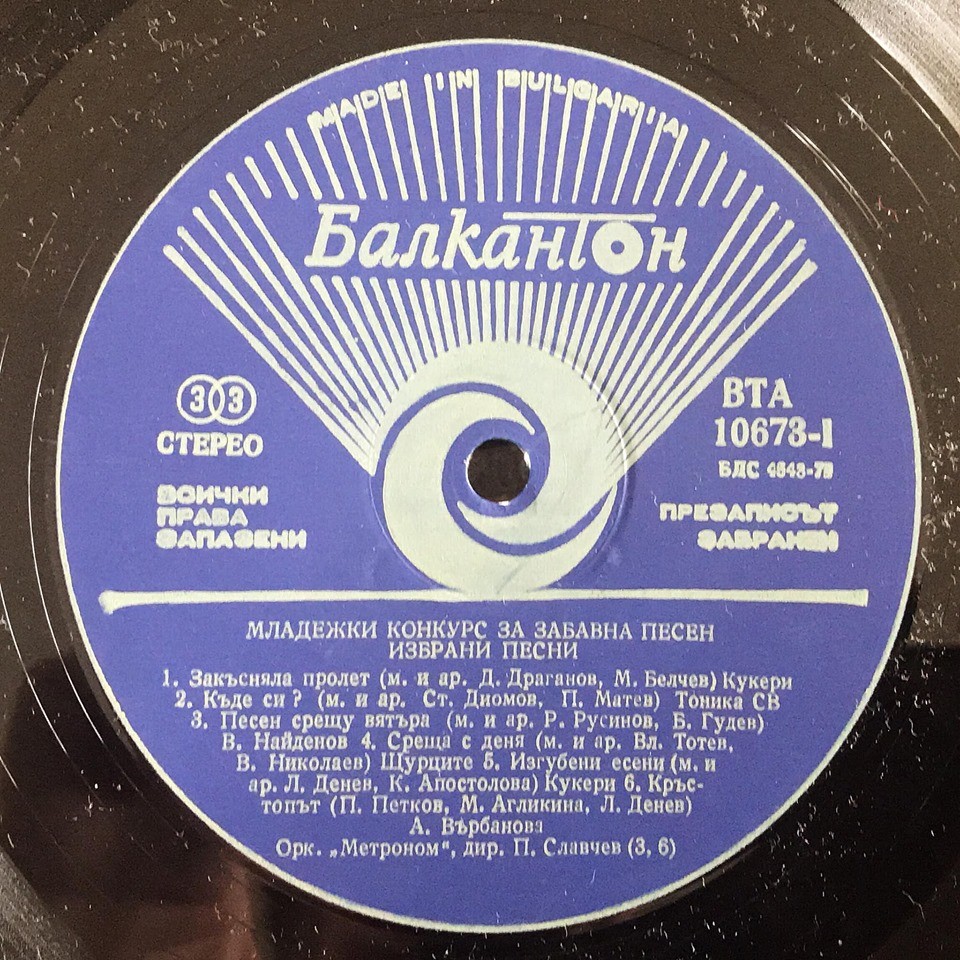 MADE IN BULGARIA
Балкантон
33
СТЕРЕО
ВСИЧКИ
ПРАВА
ЗАПАЗЕНИ
ВТА
10673-I
БДС 4643-73
ПРЕЗАПИСЪТ
ЗАБРАНЕН
МЛАДЕЖКИ КОНКУРС ЗА ЗАБАВНА ПЕСЕН
ИЗБРАНИ ПЕСНИ
1. Закъсняла пролет (м. и ар. Д. Драганов, М. Белчев) Кукери
2. Къде си? (м. и ар. Ст. Диомов, П. Матев) Тоника СВ
3. Песен срещу вятъра (м. и ар. Р. Русинов, Б. Гудев)
В. Найденов 4. Среща с деня (м. и ар. Вл. Тотев,
В. Николаев) Щурците 5. Изгубени есени (м. и
ар. Л. Денев, К. Апостолова) Кукери 6. Кръс-
топът (П. Петков, М. Агликина, Л. Денев)
А. Върбанова
Орк. „Метроном“, дир. П. Славчев (3, 6)